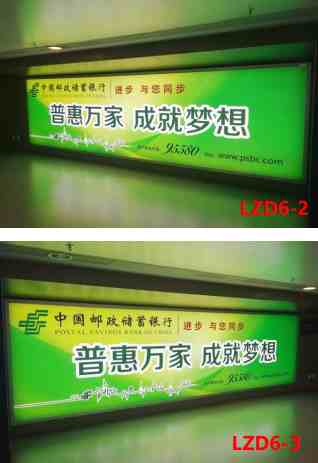 中国邮政储蓄银行 进步 与您同步
普惠万家 成就梦想
95580 www.psbc.com
LZD6-2
中国邮政储蓄银行 进步 与您同步
POSTAL SAVINGS BANK OF CHINA
普惠万家 成就梦想
95580
LZD6-3